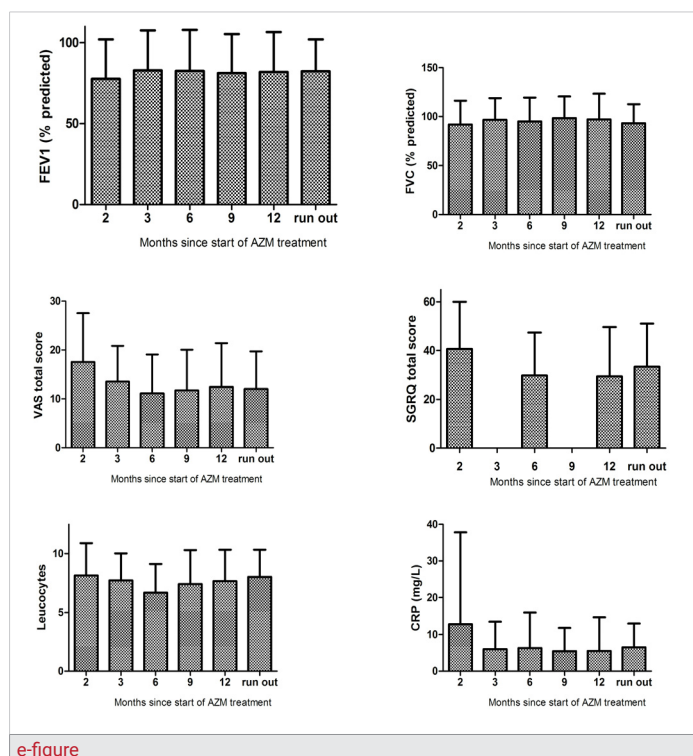 FEV1 (% predicted)
100
50
0
2 3 6 9 12 run out
Months since start of AZM treatment
FVC (% predicted)
150
100
50
0
2 3 6 9 12 run out
Months since start of AZM treatment
VAS total score
30
20
10
0
2 3 6 9 12 run out
Months since start of AZM treatment
SGRQ total score
60
40
20
0
2 3 6 9 12 run out
Months since start of AZM treatment
Leucocytes
10
5
0
2 3 6 9 12 run out
Months since start of AZM treatment
CRP (mg/L)
40
30
20
10
0
2 3 6 9 12 run out
Months since start of AZM treatment
e-figure